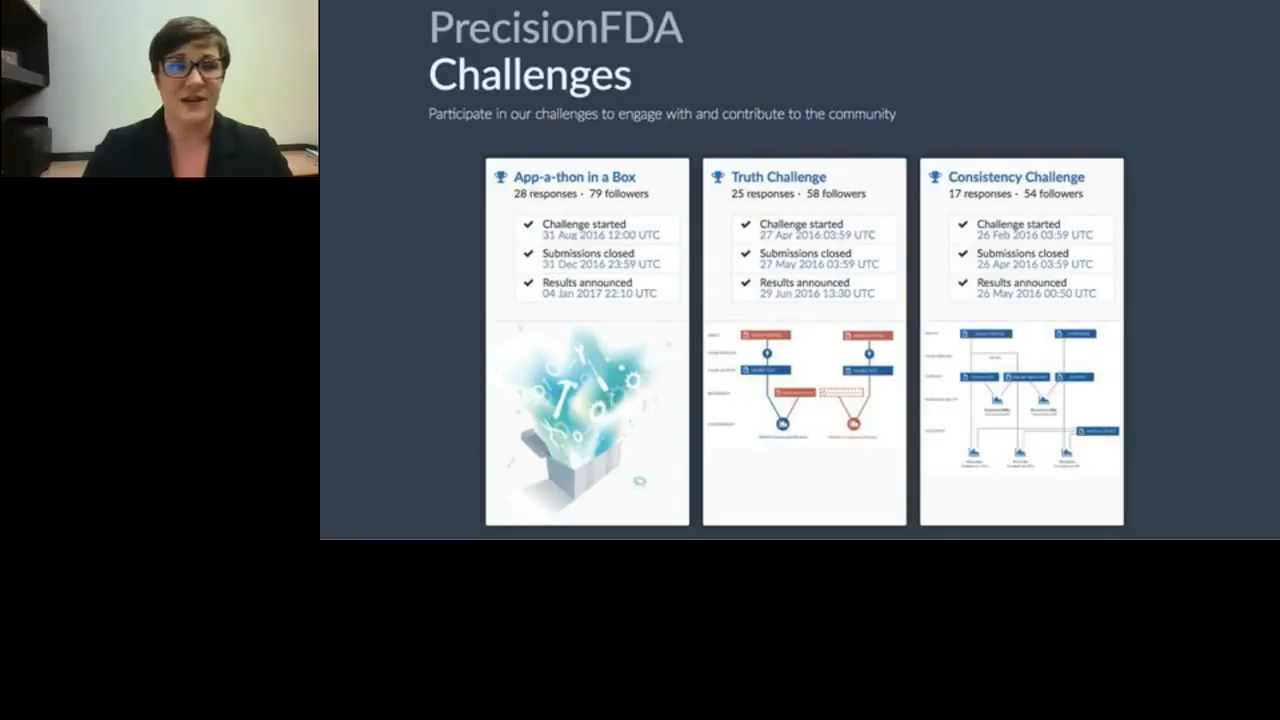 PrecisionFDA
Challenges
Participate in our challenges to engage with and contribute to the community
App-a-thon in a Box
28 responses · 79 followers
Challenge started
31 Aug 2016 12:00 UTC
Submissions closed
31 Dec 2016 23:59 UTC
Results announced
04 Jan 2017 22:10 UTC
Truth Challenge
25 responses · 58 followers
Challenge started
27 Apr 2016 03:59 UTC
Submissions closed
27 May 2016 03:59 UTC
Results announced
29 Jun 2016 13:30 UTC
Consistency Challenge
17 responses · 54 followers
Challenge started
26 Feb 2016 03:59 UTC
Submissions closed
26 Apr 2016 03:59 UTC
Results announced
26 May 2016 00:50 UTC